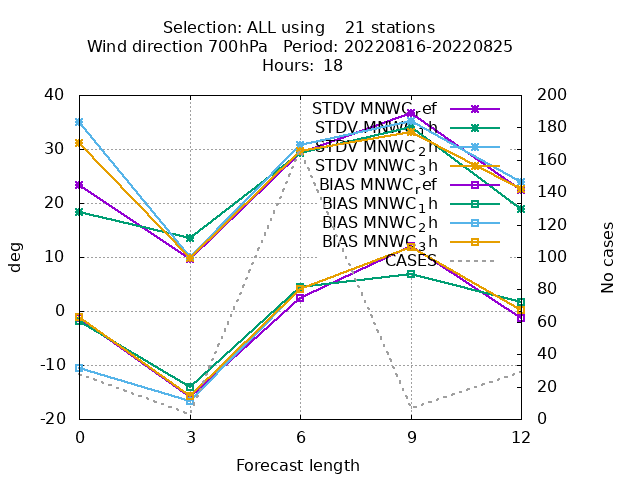 Selection: ALL using    21 stations
Wind direction 700hPa   Period: 20220816-20220825
Hours: 18
40
30
20
10
0
-10
-20
200
180
160
140
120
100
80
60
40
20
0
STDV MNWC_ref
STDV MNWC_1h
STDV MNWC_2h
STDV MNWC_3h
BIAS MNWC_ref
BIAS MNWC_1h
BIAS MNWC_2h
BIAS MNWC_3h
CASES
deg
No cases
0 3 6 9 12
Forecast length